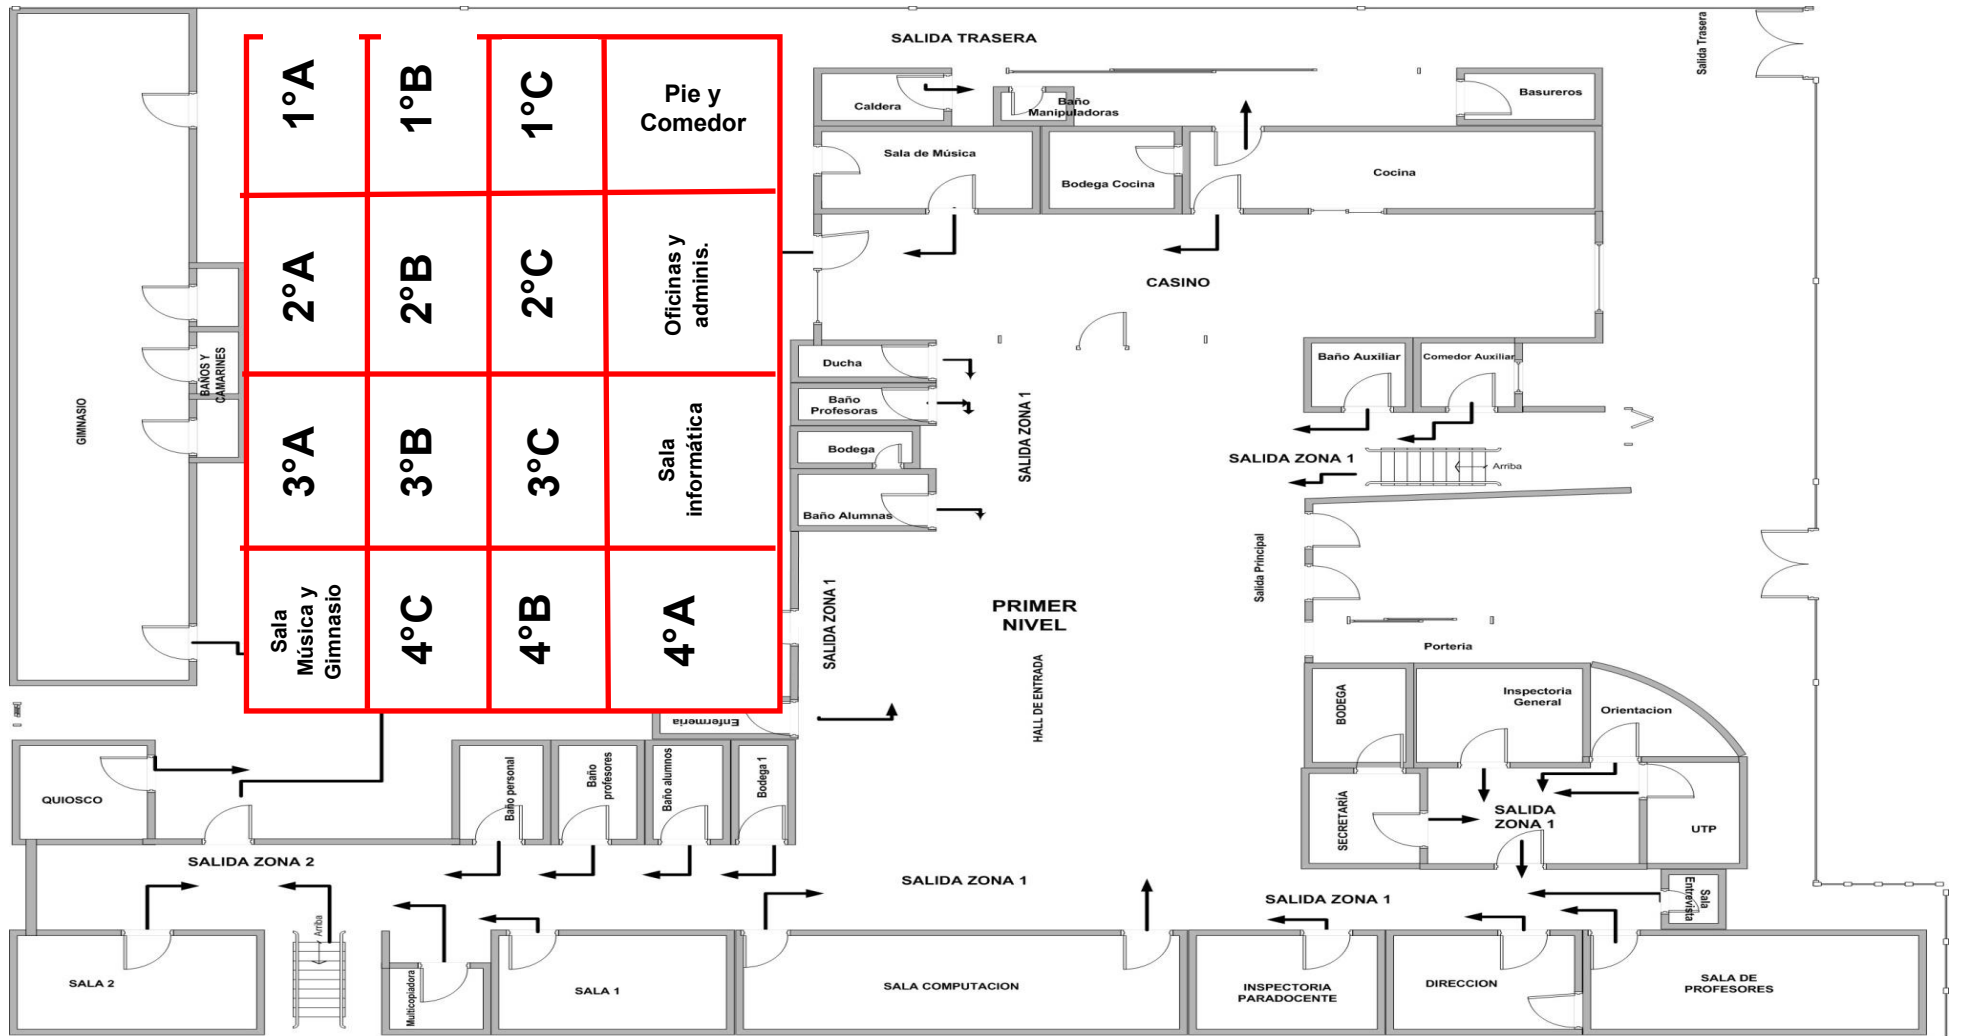 SALIDA TRASERA
Salida Trasera
1°A
1°B
1°C
Pie y
Comedor
2°A
2°B
2°C
Oficinas y
adminis.
3°A
3°B
3°C
Sala
informática
Sala
Música y
Gimnasio
4°C
4°B
4°A
GIMNASIO
BAÑOS Y
CAMARINES
Caldera
Baño
Manipuladoras
Basureros
Sala de Música
Bodega Cocina
Cocina
CASINO
Ducha
Baño
Profesoras
Bodega
Baño Alumnas
SALIDA ZONA 1
Baño Auxiliar
Comedor Auxiliar
SALIDA ZONA 1
Arriba
SALIDA ZONA 1
Salida Principal
PRIMER
NIVEL
HALL DE ENTRADA
Porteria
Enfermeria
BODEGA
Inspectoria
General
Orientacion
SECRETARÍA
SALIDA
ZONA 1
UTP
QUIOSCO
Baño personal
Baño
profesores
Baño alumnos
Bodega 1
SALIDA ZONA 2
SALIDA ZONA 1
SALIDA ZONA 1
Sala
Entrevista
SALA 2
Arriba
Multicopiadora
SALA 1
SALA COMPUTACION
INSPECTORIA
PARADOCENTE
DIRECCION
SALA DE
PROFESORES